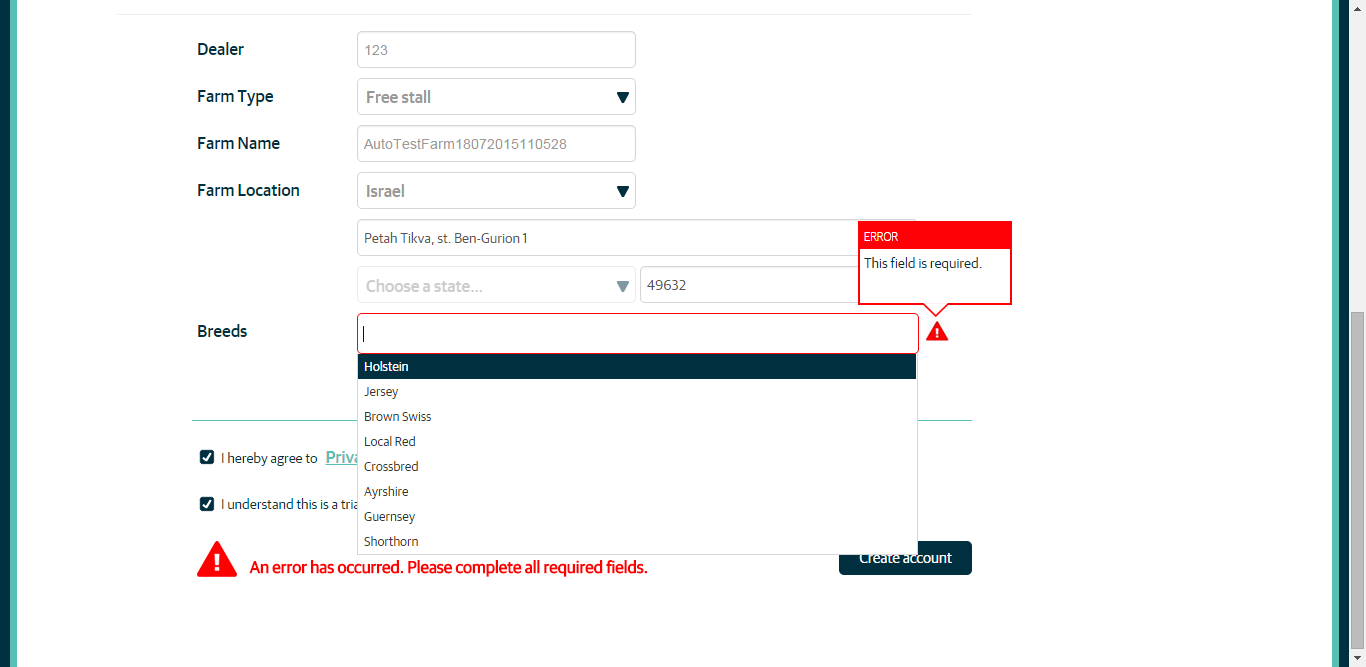 Dealer 123
Farm Type Free stall
Farm Name AutoTestFarm18072015110528
Farm Location Israel
Petah Tikva, st. Ben-Gurion 1
ERROR
This field is required.
Choose a state... 49632
Breeds
Holstein
Jersey
Brown Swiss
Local Red
Crossbred
Ayrshire
Guernsey
Shorthorn
I hereby agree to Priva
I understand this is a tria
An error has occurred. Please complete all required fields.
Create account